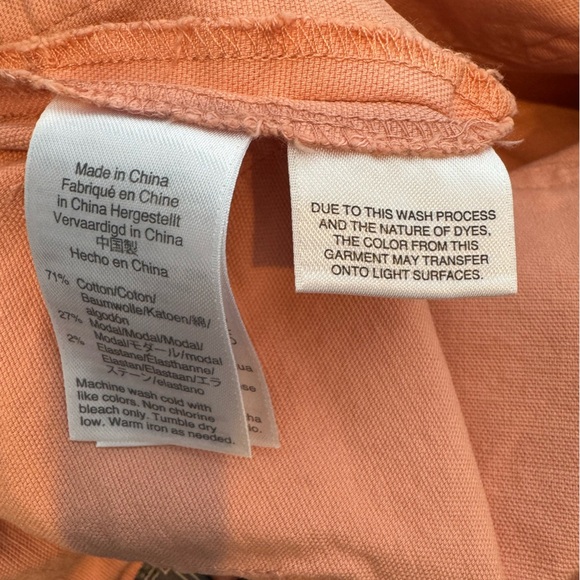 Made in China
Fabriqué en Chine
in China Hergestellt
Vervaardigd in China
中国製
Hecho en China
71% Cotton/Coton/
Baumwolle/Katoen/綿/
algodón
27% Modal/Modal/Modal/
Modal/モダール/modal
2% Elastane/Élasthanne/
Elastan/Elastaan/エラ
ステーン/elastano
Machine wash cold with
like colors. Non chlorine
bleach only. Tumble dry
low. Warm iron as needed.
DUE TO THIS WASH PROCESS
AND THE NATURE OF DYES,
THE COLOR FROM THIS
GARMENT MAY TRANSFER
ONTO LIGHT SURFACES.